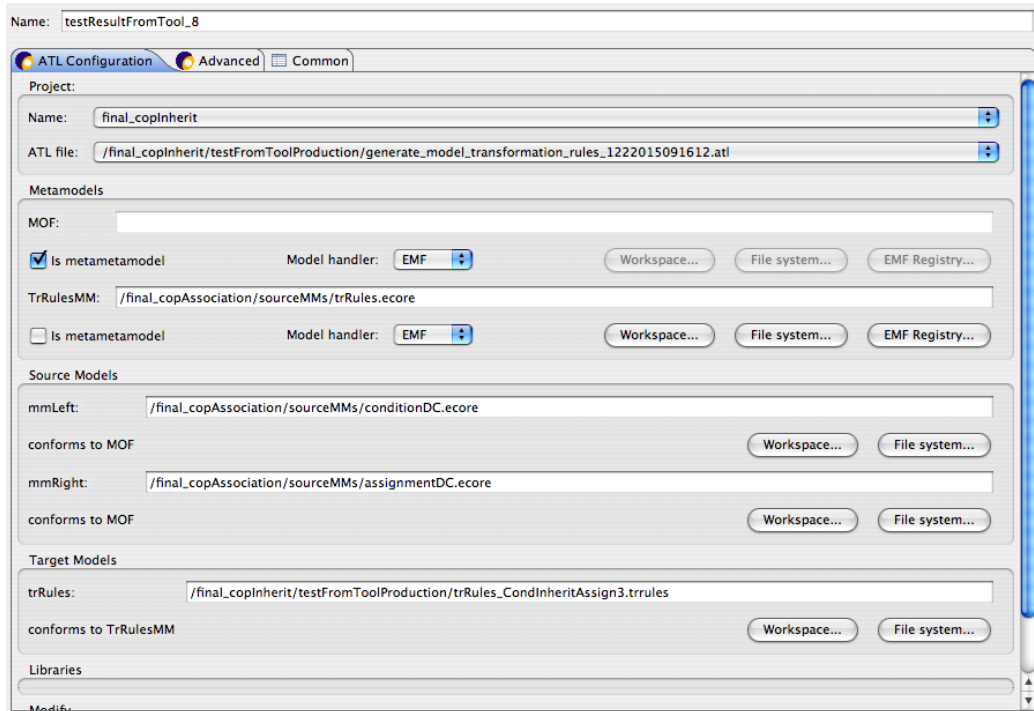 Name: testResultFromTool_8
ATL Configuration Advanced Common
Project:
Name: final_copInherit
ATL file: /final_copInherit/testFromToolProduction/generate_model_transformation_rules_1222015091612.atl
Metamodels
MOF:
Is metametamodel Model handler: EMF Workspace... File system... EMF Registry...
TrRulesMM: /final_copAssociation/sourceMMs/trRules.ecore
Is metametamodel Model handler: EMF Workspace... File system... EMF Registry...
Source Models
mmLeft: /final_copAssociation/sourceMMs/conditionDC.ecore
conforms to MOF Workspace... File system...
mmRight: /final_copAssociation/sourceMMs/assignmentDC.ecore
conforms to MOF Workspace... File system...
Target Models
trRules: /final_copInherit/testFromToolProduction/trRules_CondInheritAssign3.trrules
conforms to TrRulesMM Workspace... File system...
Libraries
Modify